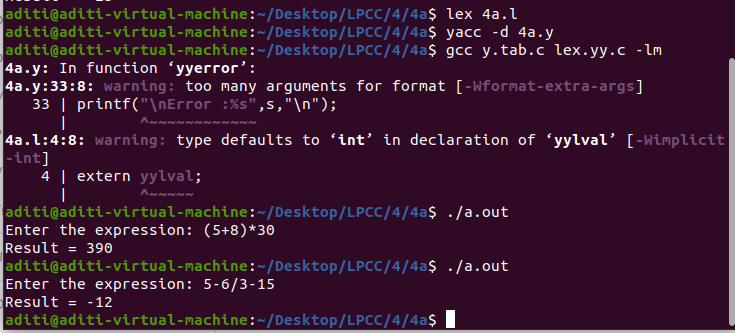 aditi@aditi-virtual-machine:~/Desktop/LPCC/4/4a$ lex 4a.l
aditi@aditi-virtual-machine:~/Desktop/LPCC/4/4a$ yacc -d 4a.y
aditi@aditi-virtual-machine:~/Desktop/LPCC/4/4a$ gcc y.tab.c lex.yy.c -lm
4a.y: In function ‘yyerror’:
4a.y:33:8: warning: too many arguments for format [-Wformat-extra-args]
   33 | printf("\nError :%s",s,"\n");
      |        ^~~~~~~~~~~~~
4a.l:4:8: warning: type defaults to ‘int’ in declaration of ‘yylval’ [-Wimplicit
-int]
    4 | extern yylval;
      |        ^~~~~~
aditi@aditi-virtual-machine:~/Desktop/LPCC/4/4a$ ./a.out
Enter the expression: (5+8)*30
Result = 390
aditi@aditi-virtual-machine:~/Desktop/LPCC/4/4a$ ./a.out
Enter the expression: 5-6/3-15
Result = -12
aditi@aditi-virtual-machine:~/Desktop/LPCC/4/4a$